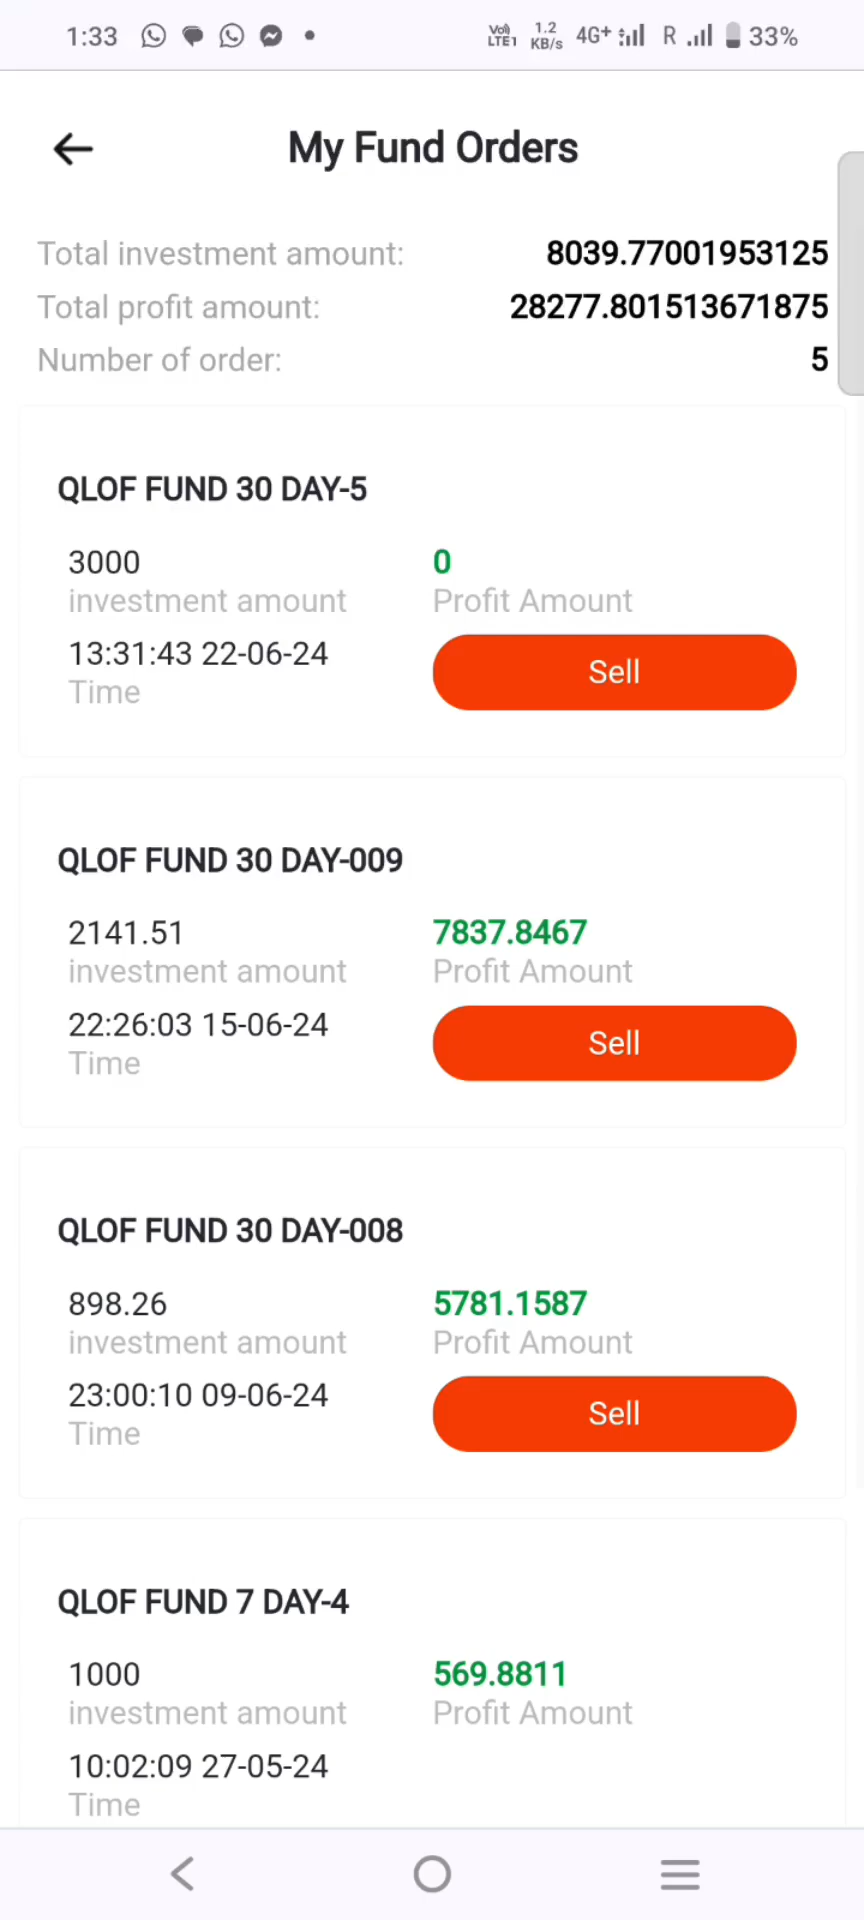 1:33
VoI) LTE1 1.2 KB/s 4G+ R 33%
My Fund Orders
Total investment amount: 8039.77001953125
Total profit amount: 28277.801513671875
Number of order: 5
QLOF FUND 30 DAY-5
3000 0
investment amount Profit Amount
13:31:43 22-06-24
Sell
Time
QLOF FUND 30 DAY-009
2141.51 7837.8467
investment amount Profit Amount
22:26:03 15-06-24
Sell
Time
QLOF FUND 30 DAY-008
898.26 5781.1587
investment amount Profit Amount
23:00:10 09-06-24
Sell
Time
QLOF FUND 7 DAY-4
1000 569.8811
investment amount Profit Amount
10:02:09 27-05-24
Time